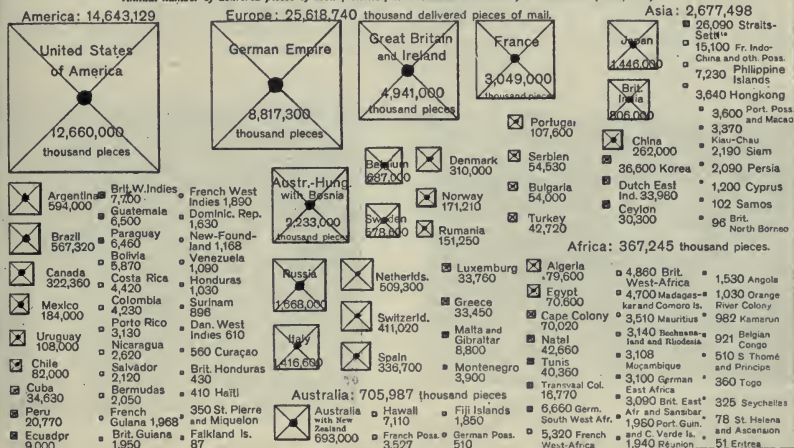 America: 14,643,129
United States
of America
12,660,000
thousand pieces
Argentina
594,000
Brazil
567,320
Canada
322,360
Mexico
184,000
Uruguay
108,000
Chile
82,000
Cuba
34,630
Peru
20,770
Ecuador
9,000
Brit.W.Indies
7,700
Guatemala
6,500
Paraguay
6,460
Bolivia
5,870
Costa Rica
4,420
Colombia
4,230
Porto Rico
3,130
Nicaragua
2,620
Salvador
2,120
Bermudas
2,050
French
Guiana 1,968
Brit. Guiana
1,950
French West
Indies 1,890
Dominic. Rep.
1,630
New-Found-
land 1,168
Venezuela
1,090
Honduras
1,030
Surinam
896
Dan. West
Indies 610
560 Curaçao
Brit. Honduras
430
410 Haïti
350 St. Pierre
and Miquelon
Falkland Is.
87
Europe: 25,618,740 thousand delivered pieces of mail.
German Empire
8,817,300
thousand pieces
Great Britain
and Ireland
4,941,000
thousand pieces
France
3,049,000
thousand pieces
Austr.-Hung.
with Bosnia
2,233,000
thousand pieces
Russia
1,668,000
Italy
1,416,600
Belgium
687,000
Sweden
578,600
Denmark
310,000
Norway
171,210
Rumania
151,250
Netherlds.
509,300
Switzerld.
411,020
Spain
336,700
Portugal
107,600
Serbien
54,530
Bulgaria
54,000
Turkey
42,720
Luxemburg
33,760
Greece
33,450
Malta and
Gibraltar
8,800
Montenegro
3,900
Australia: 705,987 thousand pieces
Australia
with New
Zealand
693,000
Hawaii
7,110
French Poss.
3,527
Fiji Islands
1,850
German Poss.
510
Asia: 2,677,498
Japan
1,446,000
Brit.
India
806,000
China
262,000
36,600 Korea
Dutch East
Ind. 33,980
Ceylon
30,300
26,090 Straits-
15,100 Fr. Indo-
China and oth. Poss.
7,230 Philippine
Islands
3,640 Hongkong
3,600 Port. Poss.
and Macao
3,370
Kiau-Chau
2,190 Siam
2,090 Persia
1,200 Cyprus
102 Samos
96 Brit.
North Borneo
Africa: 367,245 thousand pieces.
Algeria
79,600
Egypt
70,600
Cape Colony
70,020
Natal
42,660
Tunis
40,360
Transvaal Col.
16,770
6,660 Germ.
South West Afr.
5,320 French
West-Africa
4,860 Brit.
West-Africa
4,700 Madagas-
kar and Comoro Is.
3,510 Mauritius
3,140 Bechuana-
land and Rhodesia
3,108
Moçambique
3,100 German
East Africa
3,090 Brit. East
Afr and Sansibar
1,960 Port. Guin.
and C. Verde Is.
1,940 Réunion
1,530 Angola
1,030 Orange
River Colony
982 Kamerun
921 Belgian
Congo
510 S Thomé
and Principe
360 Togo
325 Seychelles
78 St. Helena
and Ascension
51 Eritrea